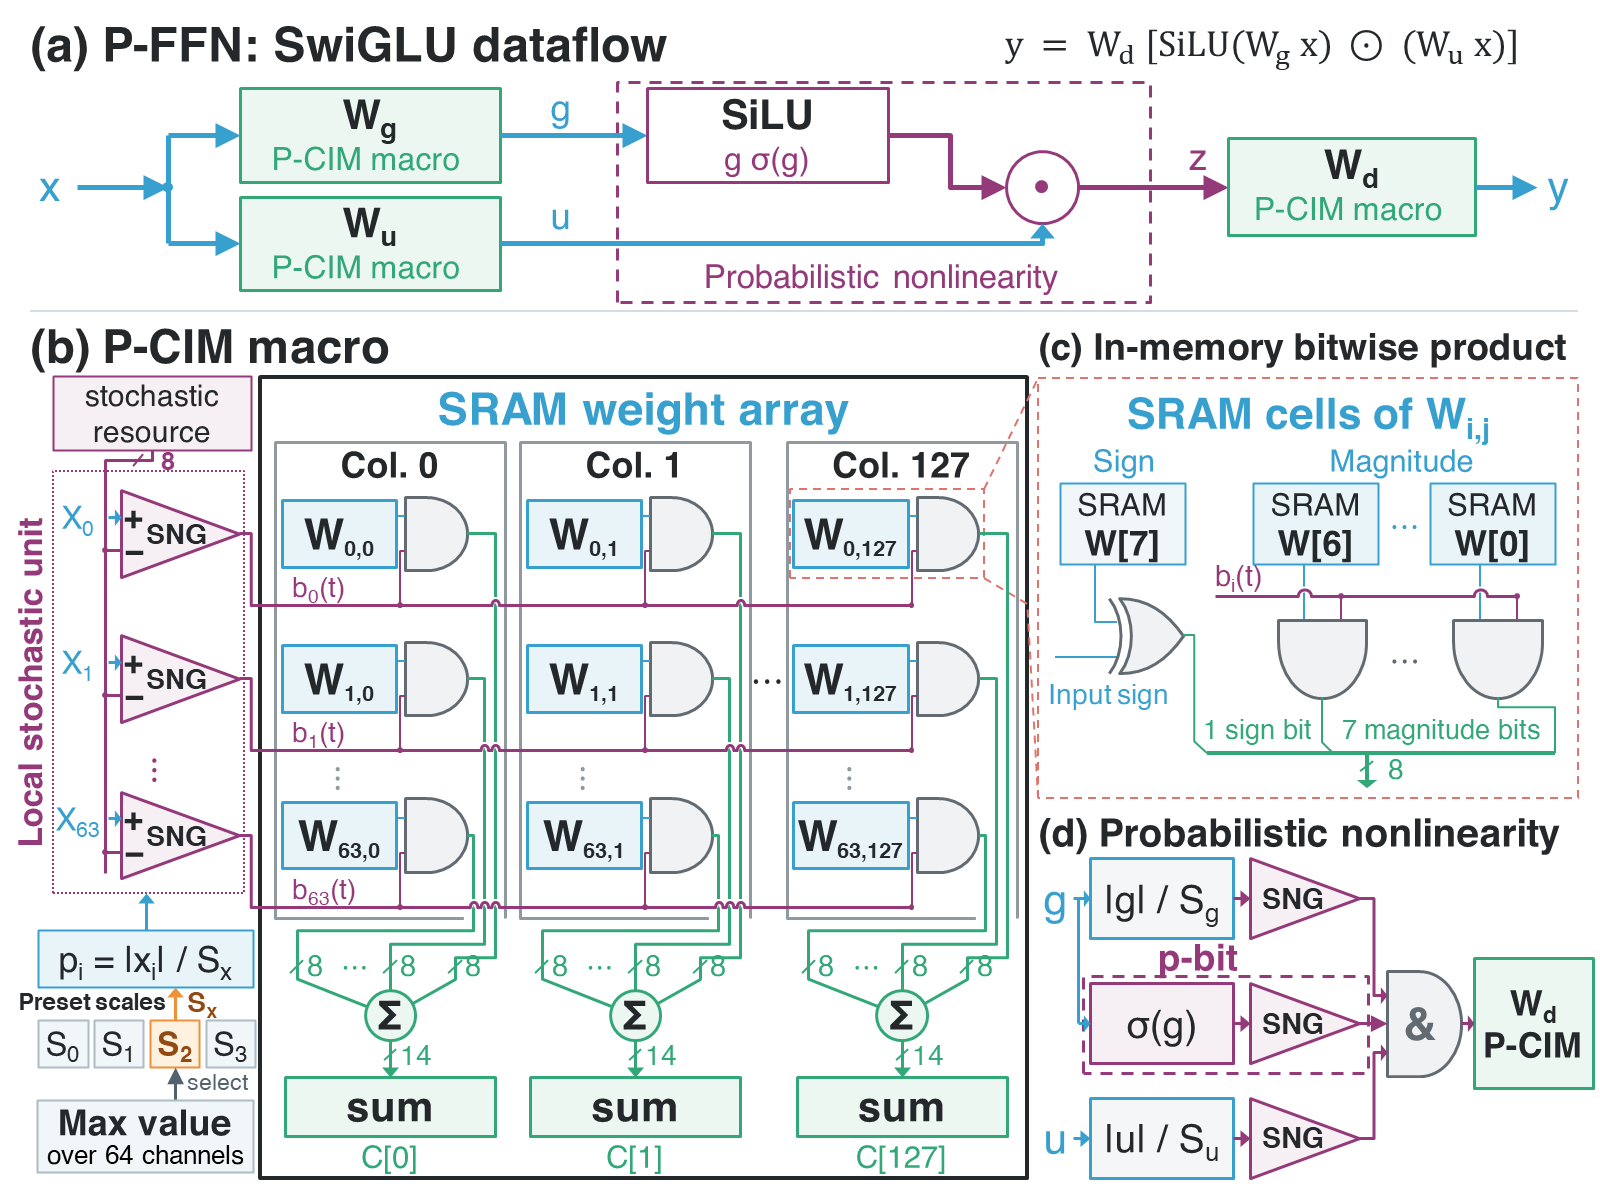 (a) P-FFN: SwiGLU dataflow
y = W_d [SiLU(W_g x) ⊙ (W_u x)]
x
W_g
P-CIM macro
g
SiLU
g σ(g)
W_u
P-CIM macro
u
Probabilistic nonlinearity
z
W_d
P-CIM macro
y
(b) P-CIM macro
stochastic
resource
8
Local stochastic unit
X_0
+
−
SNG
X_1
+
−
SNG
⋮
X_63
+
−
SNG
p_i = |x_i| / S_x
Preset scales
S_x
S_0 S_1 S_2 S_3
select
Max value
over 64 channels
SRAM weight array
Col. 0 Col. 1 Col. 127
W_0,0 W_0,1 W_0,127
b_0(t)
W_1,0 W_1,1 ... W_1,127
b_1(t)
⋮ ⋮ ⋮
W_63,0 W_63,1 W_63,127
b_63(t)
8 ... 8 8 8 ... 8 8 8 ... 8 8
Σ Σ Σ
14 14 14
sum sum sum
C[0] C[1] C[127]
(c) In-memory bitwise product
SRAM cells of W_i,j
Sign Magnitude
SRAM SRAM ... SRAM
W[7] W[6] W[0]
b_i(t)
...
Input sign
1 sign bit 7 magnitude bits
8
(d) Probabilistic nonlinearity
g |g| / S_g SNG
p-bit
σ(g) SNG
&
W_d
P-CIM
u |u| / S_u SNG